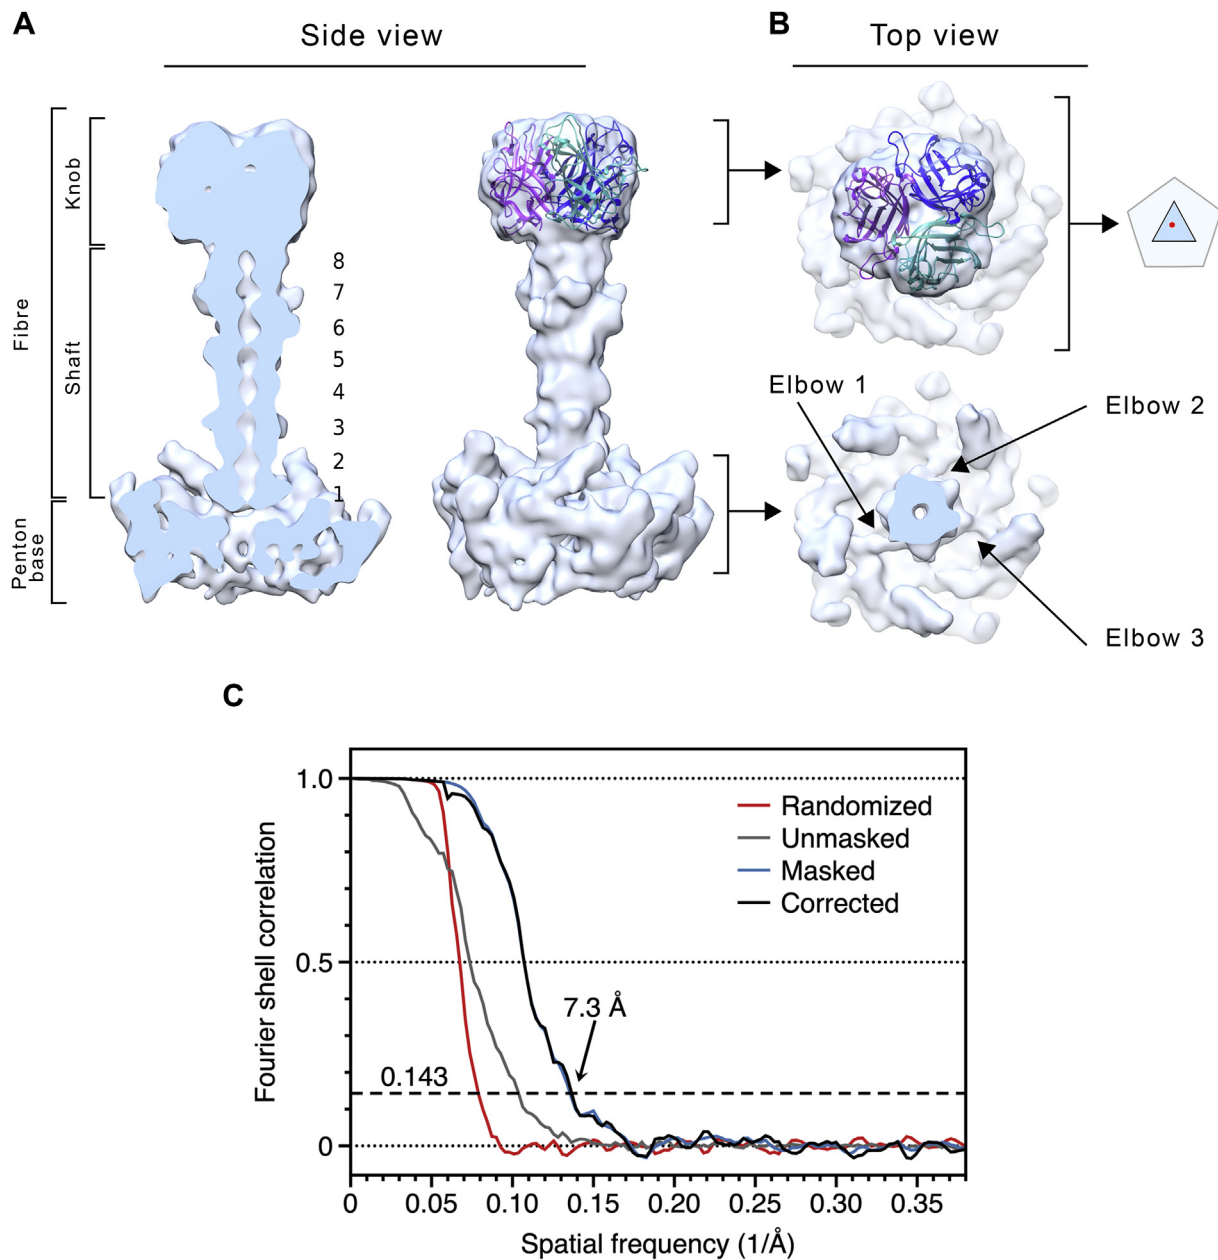 A
Side view
B
Top view
Knob
Fibre
Shaft
Penton
base
8
7
6
5
4
3
2
1
Elbow 1
Elbow 2
Elbow 3
C
Fourier shell correlation
1.0
0.5
0
0.143
7.3 Å
Randomized
Unmasked
Masked
Corrected
0 0.05 0.10 0.15 0.20 0.25 0.30 0.35
Spatial frequency (1/Å)